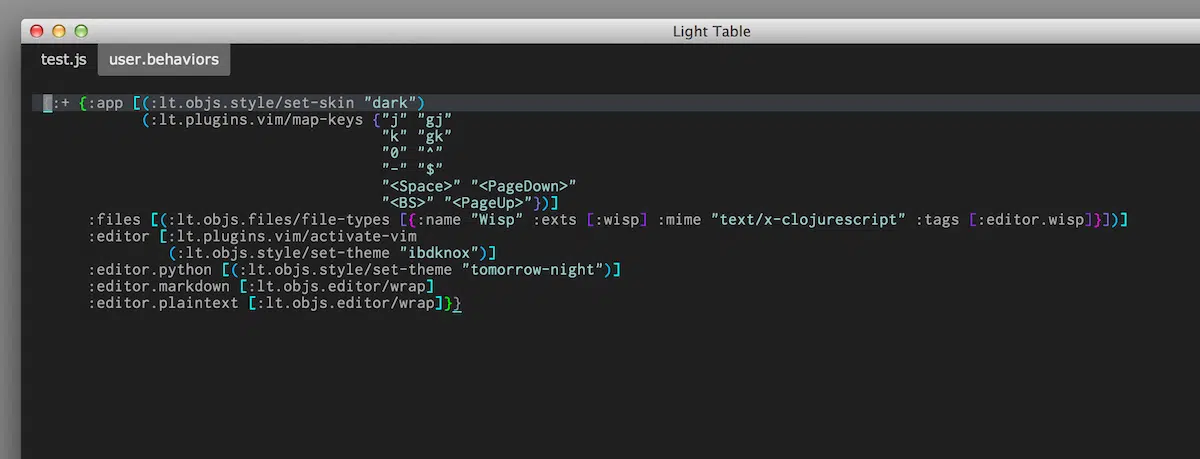 Light Table
test.js user.behaviors
{:+ {:app [(:lt.objs.style/set-skin "dark")
(:lt.plugins.vim/map-keys {"j" "gj"
"k" "gk"
"0" "^"
"-" "$"
"<Space>" "<PageDown>"
"<BS>" "<PageUp>"})]
:files [(:lt.objs.files/file-types [{:name "Wisp" :exts [:wisp] :mime "text/x-clojurescript" :tags [:editor.wisp]}])]
:editor [:lt.plugins.vim/activate-vim
(:lt.objs.style/set-theme "ibdknox")]
:editor.python [(:lt.objs.style/set-theme "tomorrow-night")]
:editor.markdown [:lt.objs.editor/wrap]
:editor.plaintext [:lt.objs.editor/wrap]}}